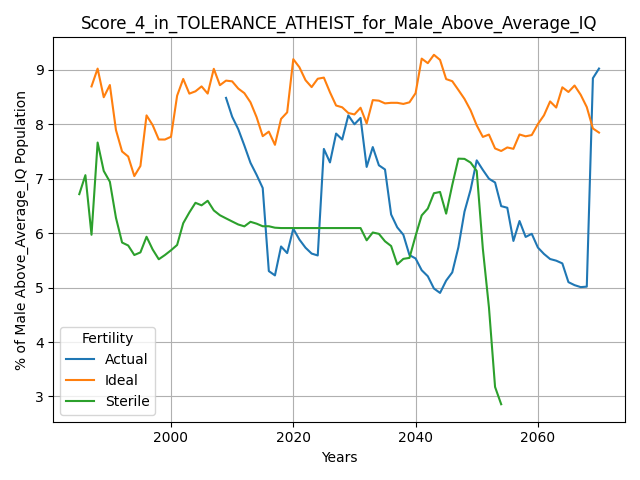 Score_4_in_TOLERANCE_ATHEIST_for_Male_Above_Average_IQ
% of Male Above_Average_IQ Population
9
8
7
6
5
4
3
Fertility
Actual
Ideal
Sterile
2000
2020
2040
2060
Years